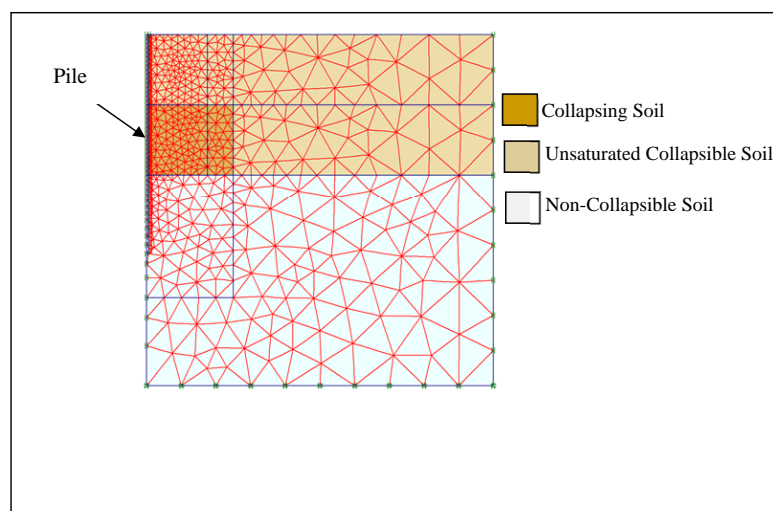 Pile
Collapsing Soil
Unsaturated Collapsible Soil
Non-Collapsible Soil